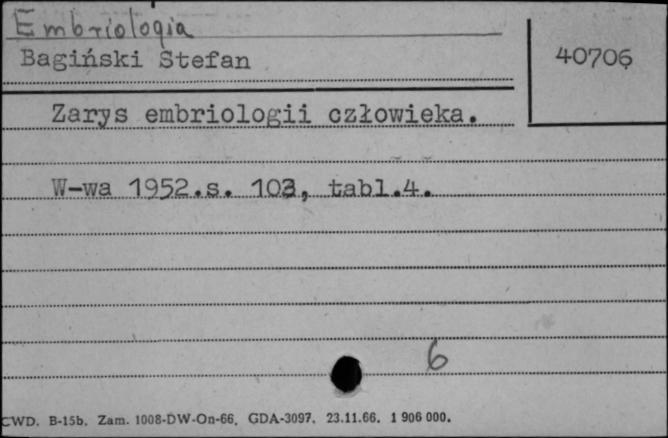 Embriologia
Bagiński Stefan
40706
Zarys embriologii człowieka.
W-wa 1952.s. 103, tabl.4.
6
CWD. B-15b. Zam. 1008-DW-On-66. GDA-3097. 23.11.66. 1 906 000.